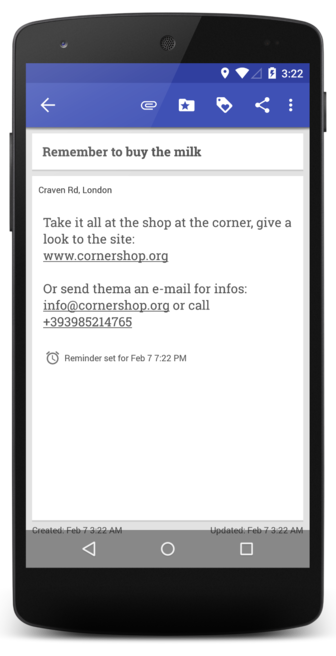 3:22
Remember to buy the milk
Craven Rd, London
Take it all at the shop at the corner, give a
look to the site:
www.cornershop.org
Or send thema an e-mail for infos:
info@cornershop.org or call
+393985214765
Reminder set for Feb 7 7:22 PM
Created: Feb 7 3:22 AM Updated: Feb 7 3:22 AM